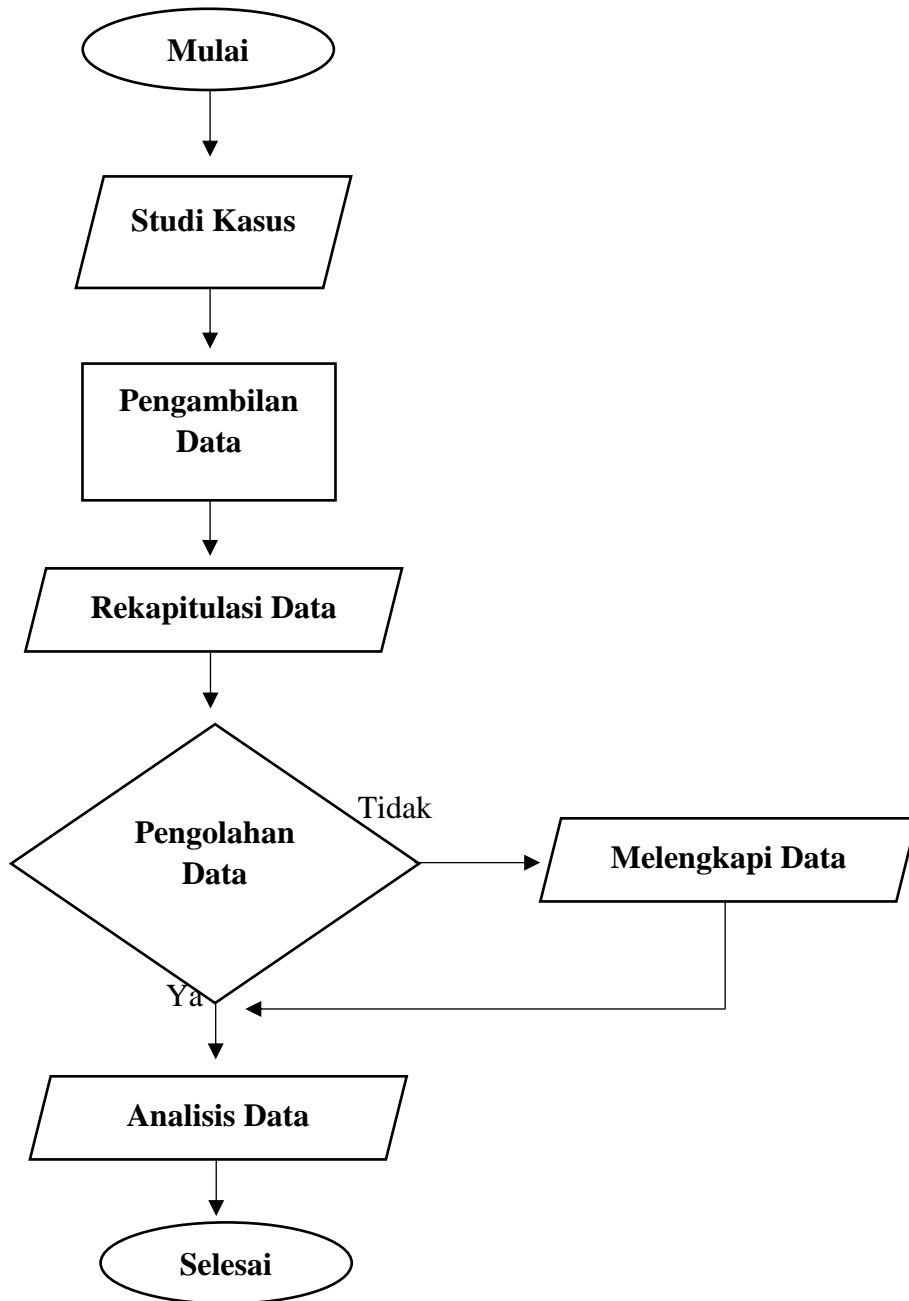 Mulai
Studi Kasus
Pengambilan
Data
Rekapitulasi Data
Tidak
Pengolahan
Data
Melengkapi Data
Ya
Analisis Data
Selesai